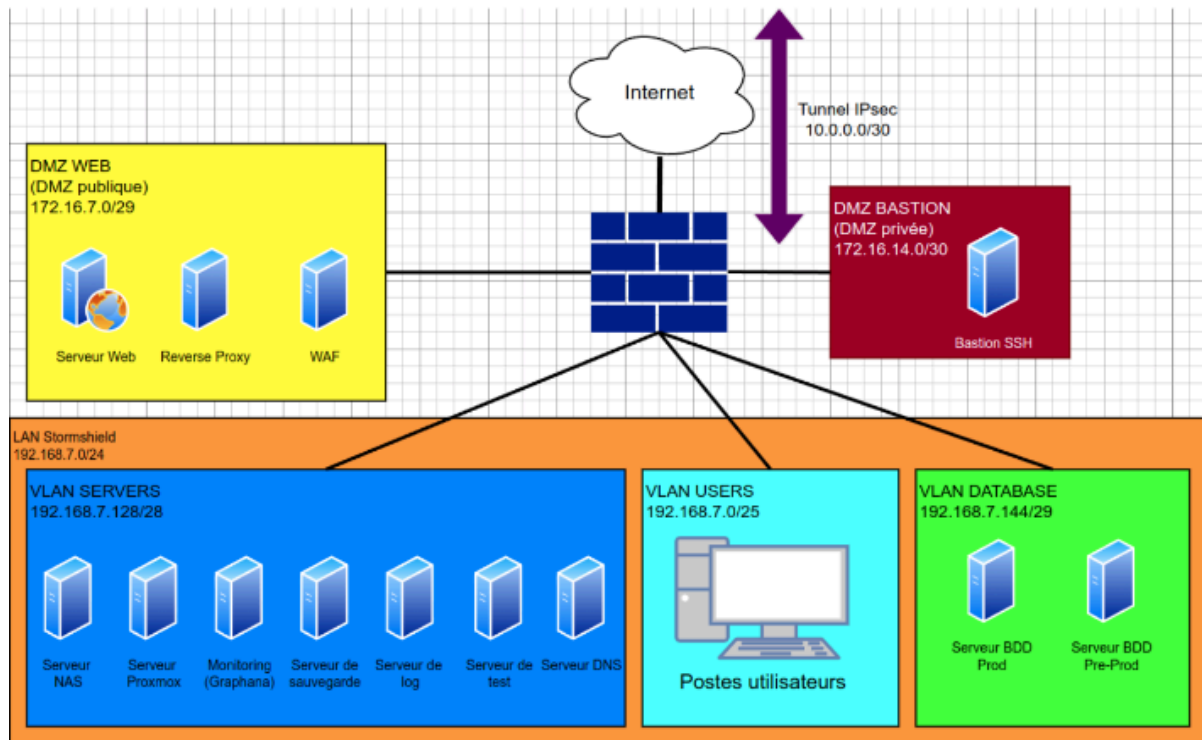 Internet
Tunnel IPsec
10.0.0.0/30
DMZ WEB
(DMZ publique)
172.16.7.0/29
Serveur Web
Reverse Proxy
WAF
DMZ BASTION
(DMZ privée)
172.16.14.0/30
Bastion SSH
LAN Stormshield
192.168.7.0/24
VLAN SERVERS
192.168.7.128/28
Serveur
NAS
Serveur
Proxmox
Monitoring
(Graphana)
Serveur de
sauvegarde
Serveur de
log
Serveur de
test
Serveur DNS
VLAN USERS
192.168.7.0/25
Postes utilisateurs
VLAN DATABASE
192.168.7.144/29
Serveur BDD
Prod
Serveur BDD
Pre-Prod